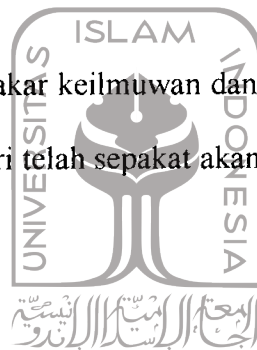 ISLAM
UNIVERSITAS
INDONESIA
akar keilmuwan dan
ri telah sepakat akan